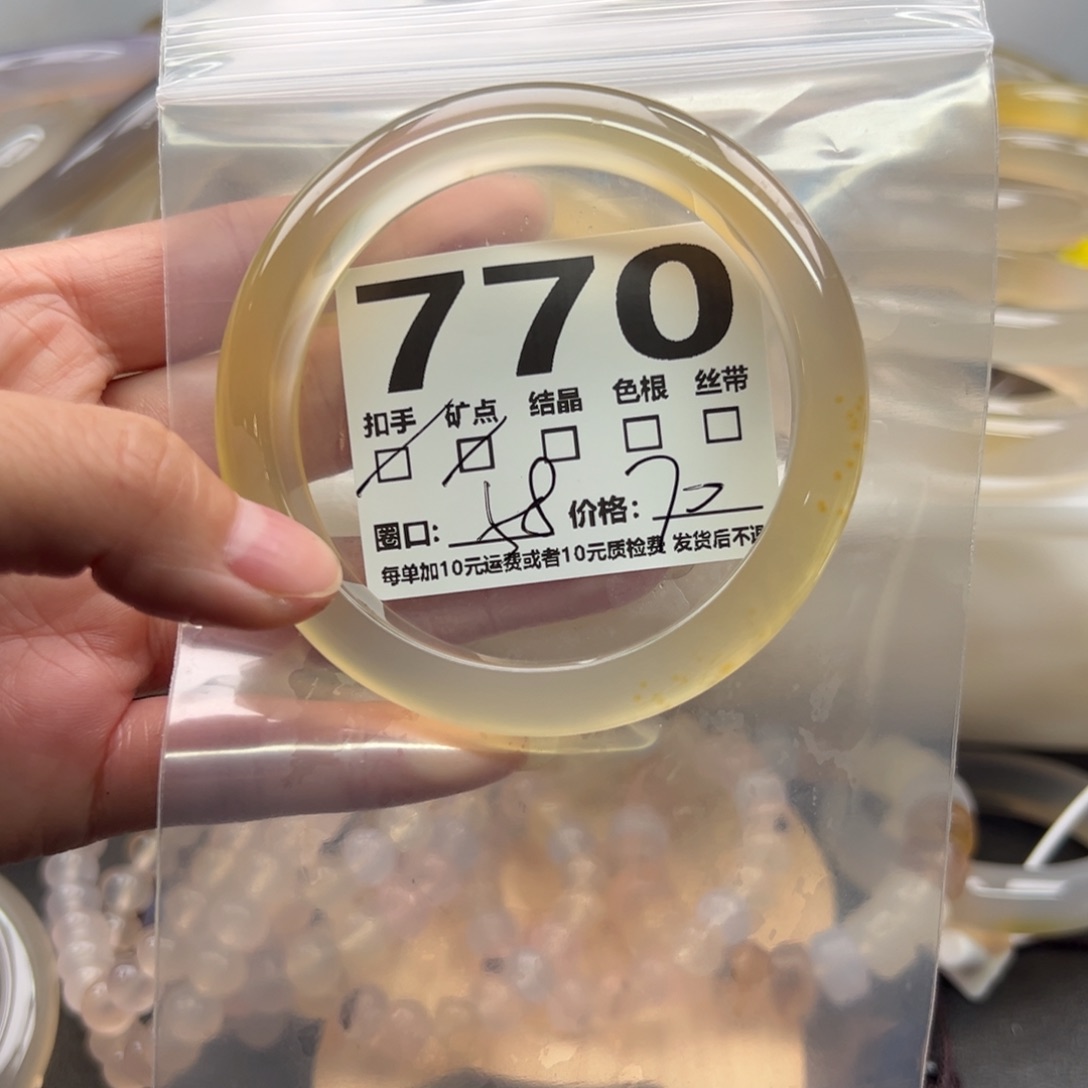 770
扣手 矿点 结晶 色根 丝带
圈口: 58 价格: 72
每单加10元运费或者10元质检费 发货后不退